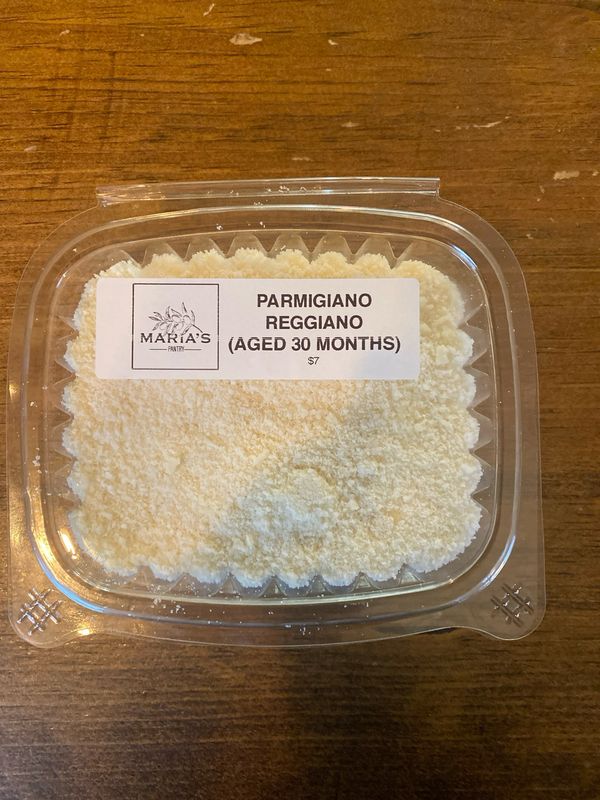 MARIA'S
PANTRY
PARMIGIANO
REGGIANO
(AGED 30 MONTHS)
$7